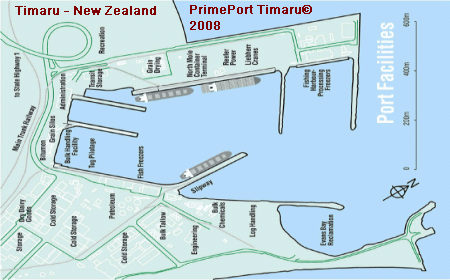 Timaru - New Zealand
PrimePort Timaru©
2008
Port Facilities
600m
400m
200m
0
N
to State Highway 1
Main Trunk Railway
Recreation
Administration
Transit
Storage
Grain
Drying
North Mole
Container
Terminal
Reefer
Power
Liebherr
Cranes
Fishing
Harbour
Processing
Freezers
Bitumen
Grain Silos
Bulk Handling
Facility
Tug Pilotage
Fish Freezers
Slipway
Storage
Dog Dairy
Goods
Cold Storage
Cold Storage
Petroleum
Cold Storage
Bulk Tallow
Engineering
Bulk
Chemicals
Log Handling
Evans Bay
Reclamation